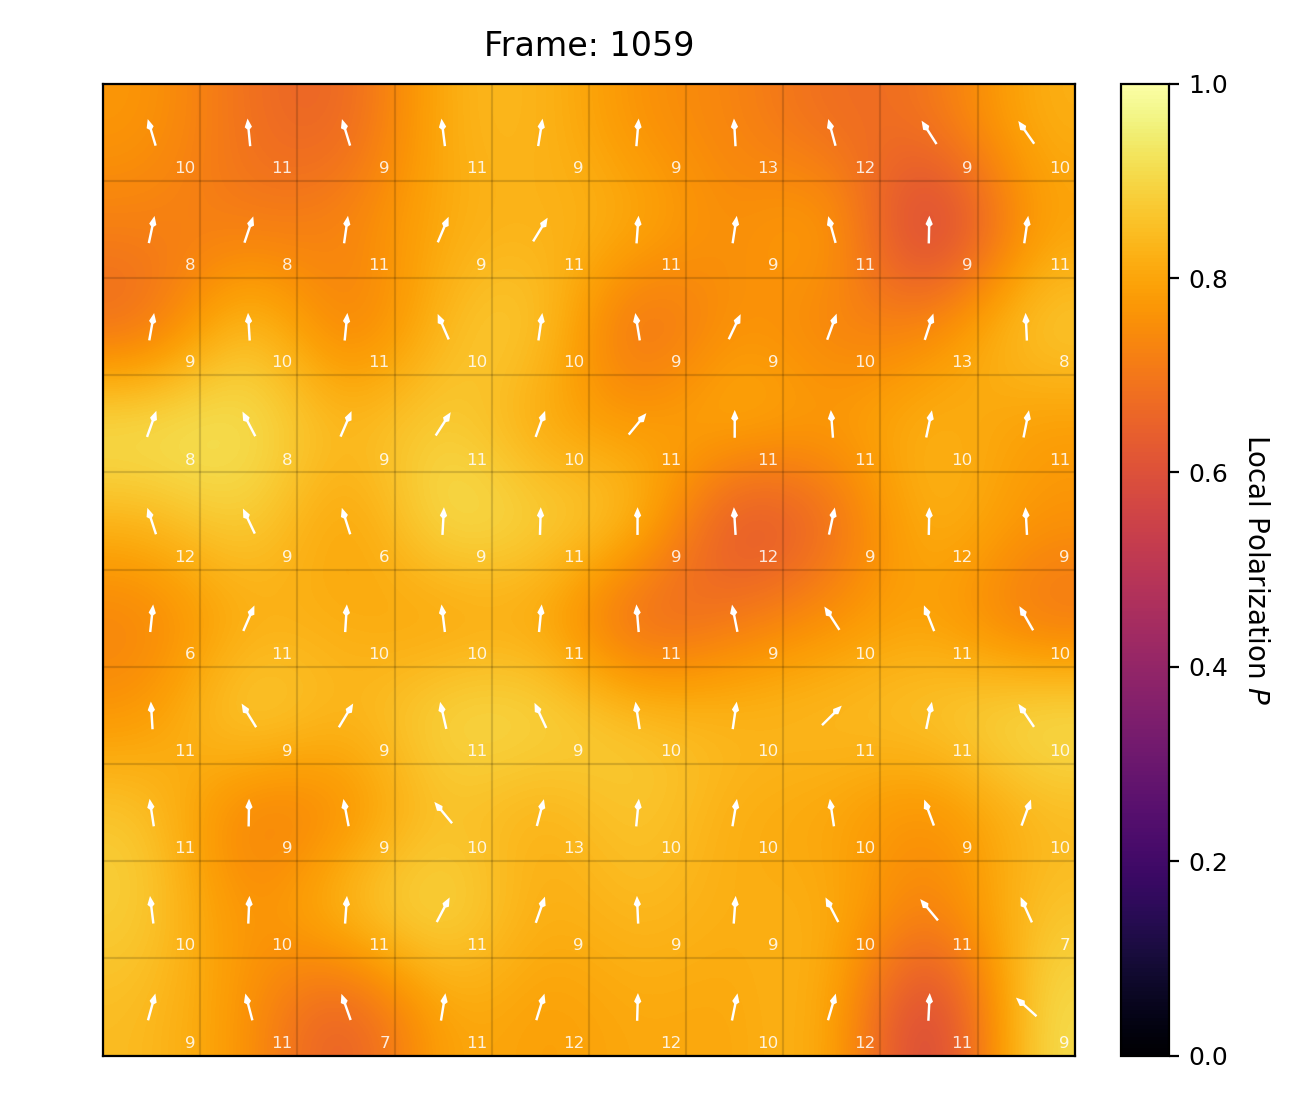 Frame: 1059
10 11 9 11 9 9 13 12 9 10
8 8 11 9 11 11 9 11 9 11
9 10 11 10 10 9 9 10 13 8
8 8 9 11 10 11 11 11 10 11
12 9 6 9 11 9 12 9 12 9
6 11 10 10 11 11 9 10 11 10
11 9 9 11 9 10 10 11 11 10
11 9 9 10 13 10 10 10 9 10
10 10 11 11 9 9 9 10 11 7
9 11 7 11 12 12 10 12 11 9
1.0
0.8
0.6
0.4
0.2
0.0
Local Polarization P